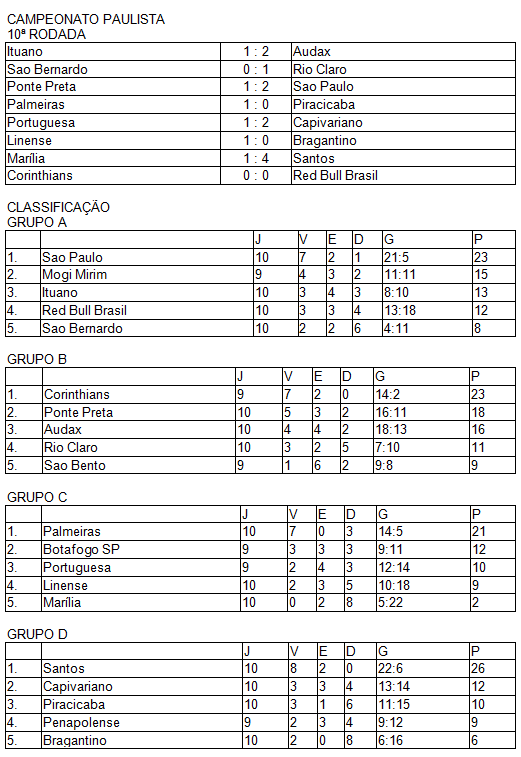 CAMPEONATO PAULISTA
10ª RODADA
Ituano 1 : 2 Audax
Sao Bernardo 0 : 1 Rio Claro
Ponte Preta 1 : 2 Sao Paulo
Palmeiras 1 : 0 Piracicaba
Portuguesa 1 : 2 Capivariano
Linense 1 : 0 Bragantino
Marília 1 : 4 Santos
Corinthians 0 : 0 Red Bull Brasil
CLASSIFICAÇÃO
GRUPO A
J V E D G P
1. Sao Paulo 10 7 2 1 21:5 23
2. Mogi Mirim 9 4 3 2 11:11 15
3. Ituano 10 3 4 3 8:10 13
4. Red Bull Brasil 10 3 3 4 13:18 12
5. Sao Bernardo 10 2 2 6 4:11 8
GRUPO B
J V E D G P
1. Corinthians 9 7 2 0 14:2 23
2. Ponte Preta 10 5 3 2 16:11 18
3. Audax 10 4 4 2 18:13 16
4. Rio Claro 10 3 2 5 7:10 11
5. Sao Bento 9 1 6 2 9:8 9
GRUPO C
J V E D G P
1. Palmeiras 10 7 0 3 14:5 21
2. Botafogo SP 9 3 3 3 9:11 12
3. Portuguesa 9 2 4 3 12:14 10
4. Linense 10 2 3 5 10:18 9
5. Marília 10 0 2 8 5:22 2
GRUPO D
J V E D G P
1. Santos 10 8 2 0 22:6 26
2. Capivariano 10 3 3 4 13:14 12
3. Piracicaba 10 3 1 6 11:15 10
4. Penapolense 9 2 3 4 9:12 9
5. Bragantino 10 2 0 8 6:16 6